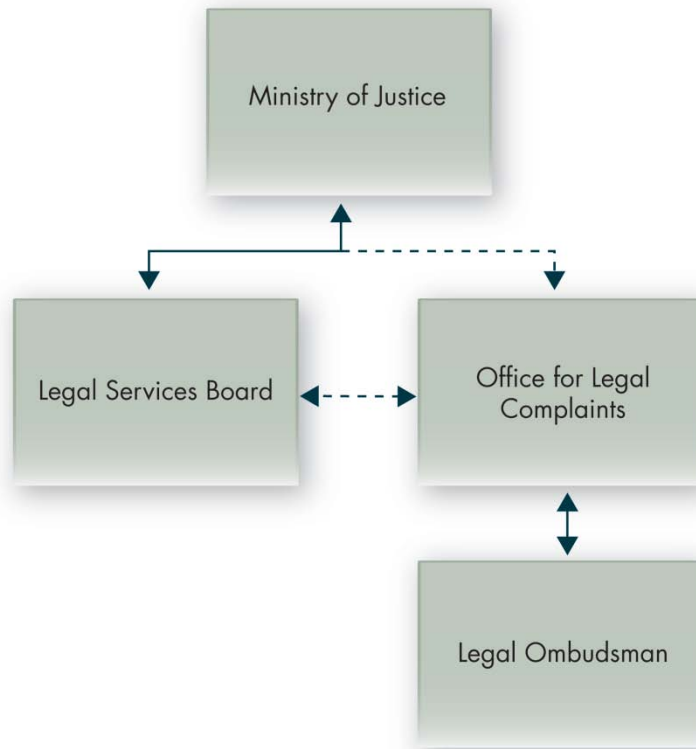 Ministry of Justice
Legal Services Board
Office for Legal
Complaints
Legal Ombudsman